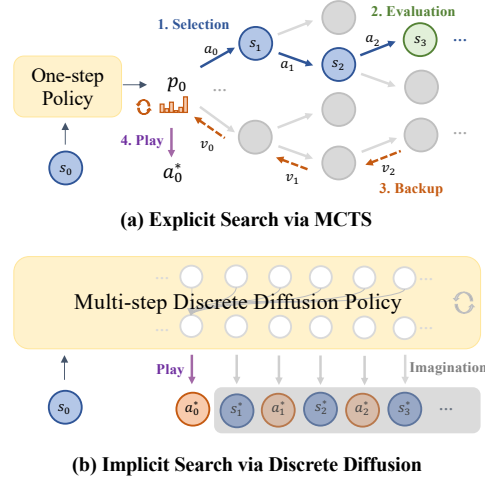 1. Selection
2. Evaluation
a₀
s₁
a₁
s₂
a₂
s₃
...
One-step
Policy
p₀
...
4. Play
v₀
v₁
v₂
...
s₀
a₀*
3. Backup
(a) Explicit Search via MCTS
... ...
Multi-step Discrete Diffusion Policy
... ...
Play
Imagination
s₀
a₀* s₁* a₁* s₂* a₂* s₃* ...
(b) Implicit Search via Discrete Diffusion